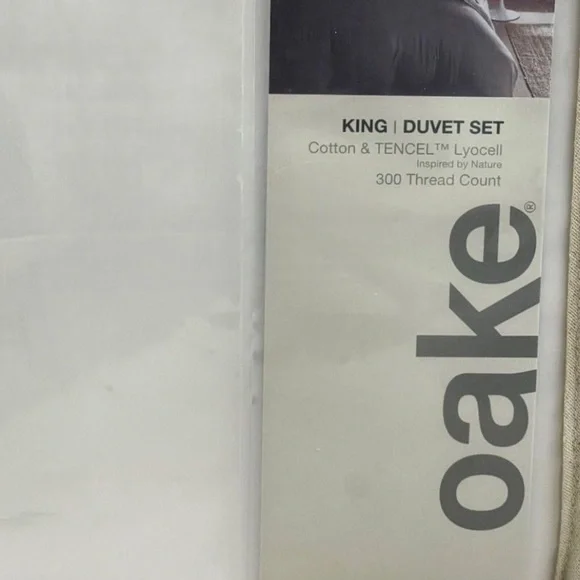 KING | DUVET SET
Cotton & TENCEL™ Lyocell
Inspired by Nature
300 Thread Count
oake®